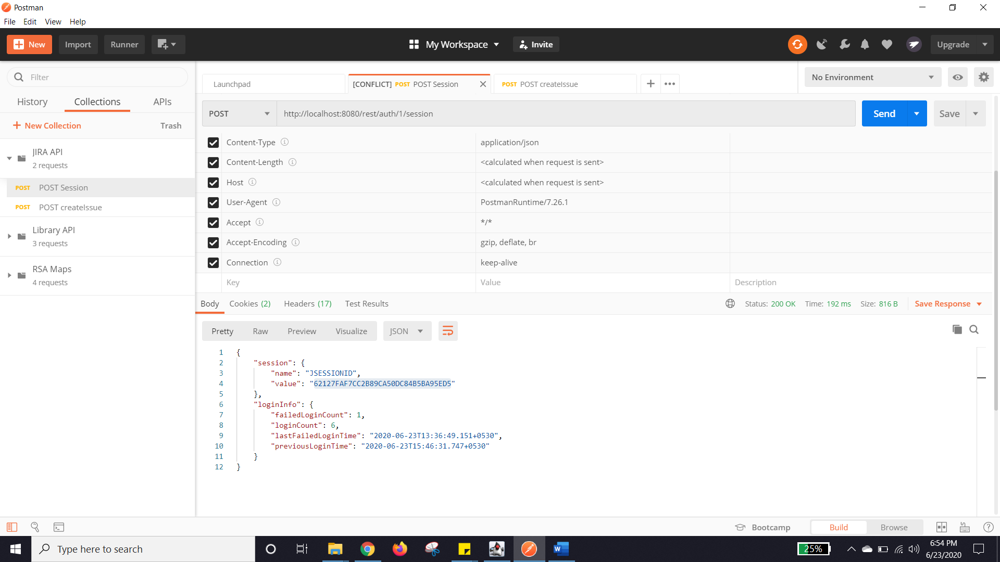 Postman
File Edit View Help
New Import Runner My Workspace Invite Upgrade
Filter
History Collections APIs
New Collection Trash
JIRA API
2 requests
POST POST Session
POST POST createIssue
Library API
3 requests
RSA Maps
4 requests
Launchpad [CONFLICT] POST POST Session POST POST createIssue No Environment
POST http://localhost:8080/rest/auth/1/session Send Save
Content-Type application/json
Content-Length <calculated when request is sent>
Host <calculated when request is sent>
User-Agent PostmanRuntime/7.26.1
Accept */*
Accept-Encoding gzip, deflate, br
Connection keep-alive
Key Value Description
Body Cookies (2) Headers (17) Test Results Status: 200 OK Time: 192 ms Size: 816 B Save Response
Pretty Raw Preview Visualize JSON
1 {
2 "session": {
3 "name": "JSESSIONID",
4 "value": "62127FAF7CC2B89CA50DC84B5BA95ED5"
5 },
6 "loginInfo": {
7 "failedLoginCount": 1,
8 "loginCount": 6,
9 "lastFailedLoginTime": "2020-06-23T13:36:49.151+0530",
10 "previousLoginTime": "2020-06-23T15:46:31.747+0530"
11 }
12 }
Bootcamp Build Browse
Type here to search 25% 6:54 PM
6/23/2020